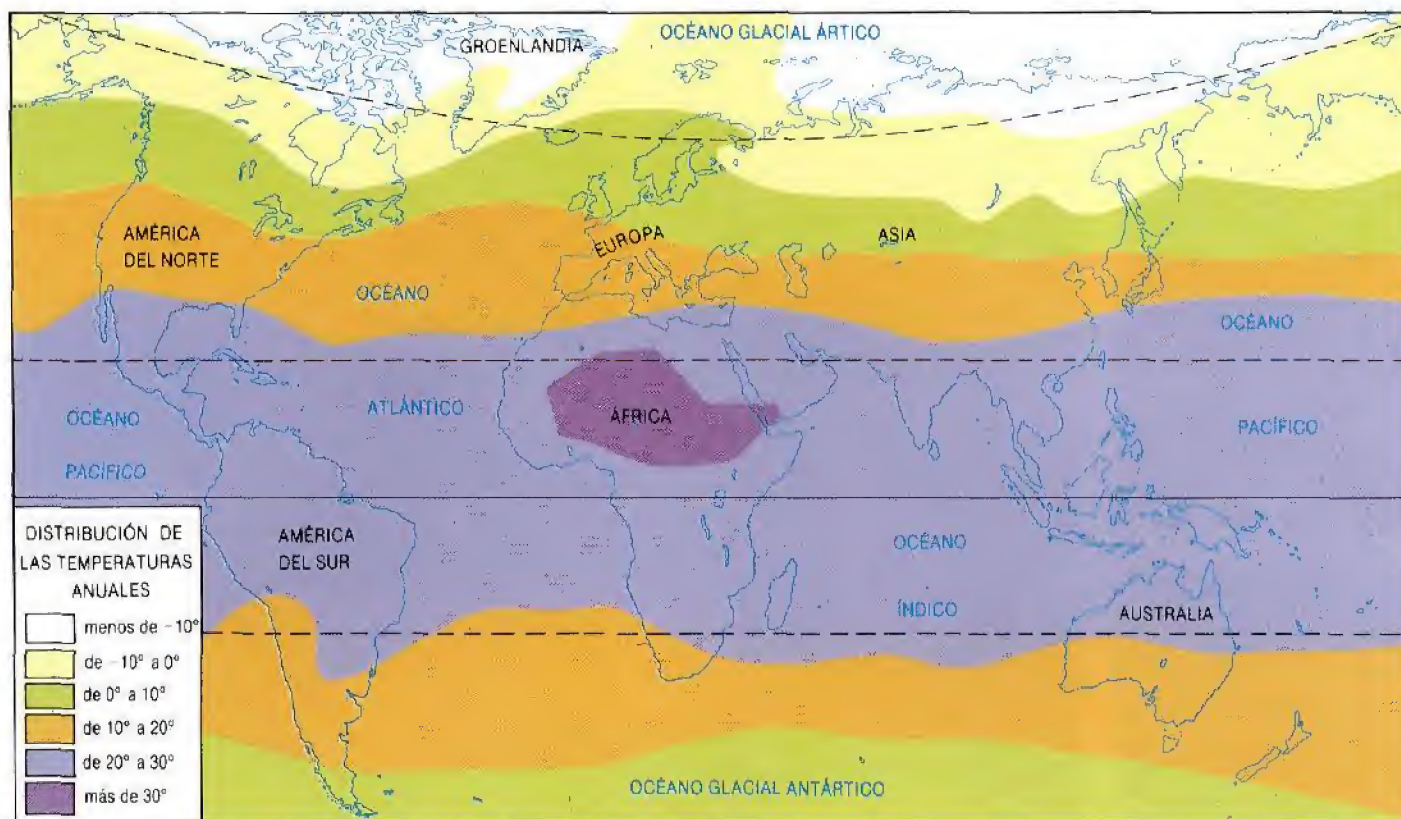 OCÉANO GLACIAL ÁRTICO
GROENLANDIA
AMÉRICA
DEL NORTE
EUROPA
ASIA
OCÉANO
OCÉANO
ATLÁNTICO
ÁFRICA
OCÉANO
PACÍFICO
PACÍFICO
AMÉRICA
DEL SUR
OCÉANO
ÍNDICO
AUSTRALIA
OCÉANO GLACIAL ANTÁRTICO
DISTRIBUCIÓN DE
LAS TEMPERATURAS
ANUALES
menos de -10°
de -10° a 0°
de 0° a 10°
de 10° a 20°
de 20° a 30°
más de 30°